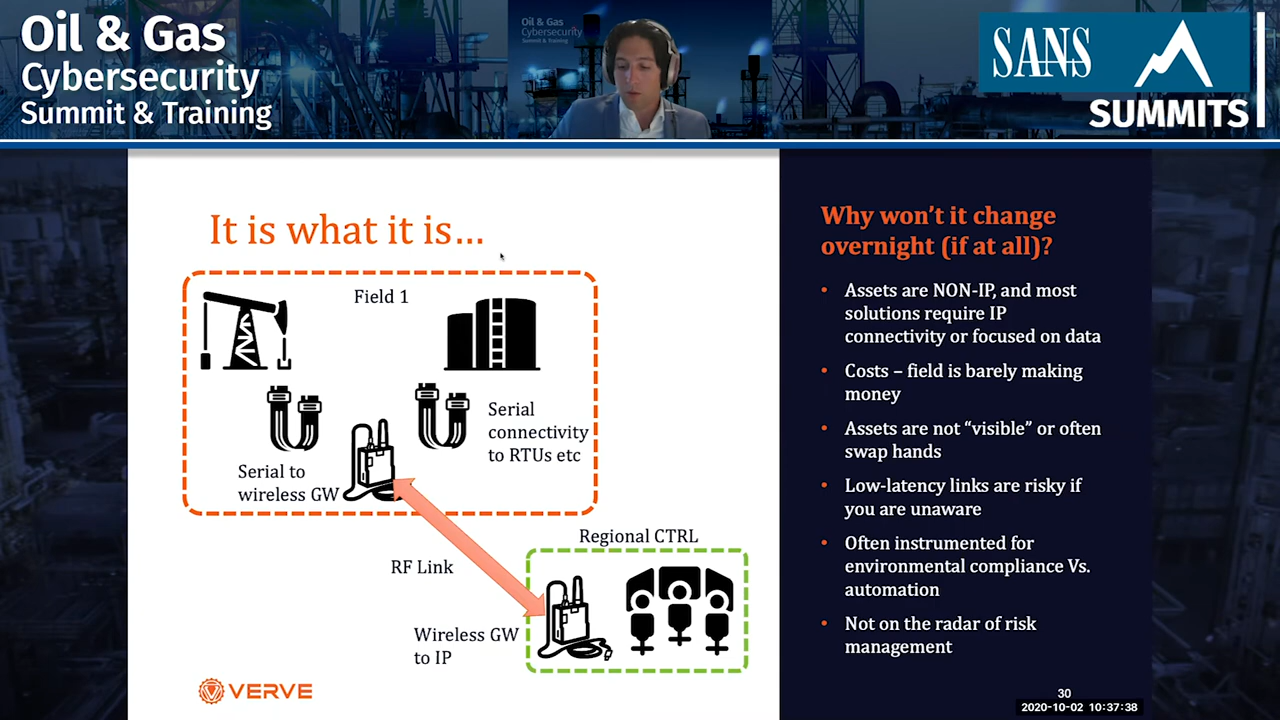 Oil & Gas
Cybersecurity
Summit & Training
Oil & Gas
Cybersecurity
Summit & Training
SANS
SUMMITS
It is what it is…
Field 1
Serial
connectivity
to RTUs etc
Serial to
wireless GW
RF Link
Regional CTRL
Wireless GW
to IP
VERVE
Why won’t it change
overnight (if at all)?
• Assets are NON-IP, and most
solutions require IP
connectivity or focused on data
• Costs – field is barely making
money
• Assets are not “visible” or often
swap hands
• Low-latency links are risky if
you are unaware
• Often instrumented for
environmental compliance Vs.
automation
• Not on the radar of risk
management
30
2020-10-02 10:37:38